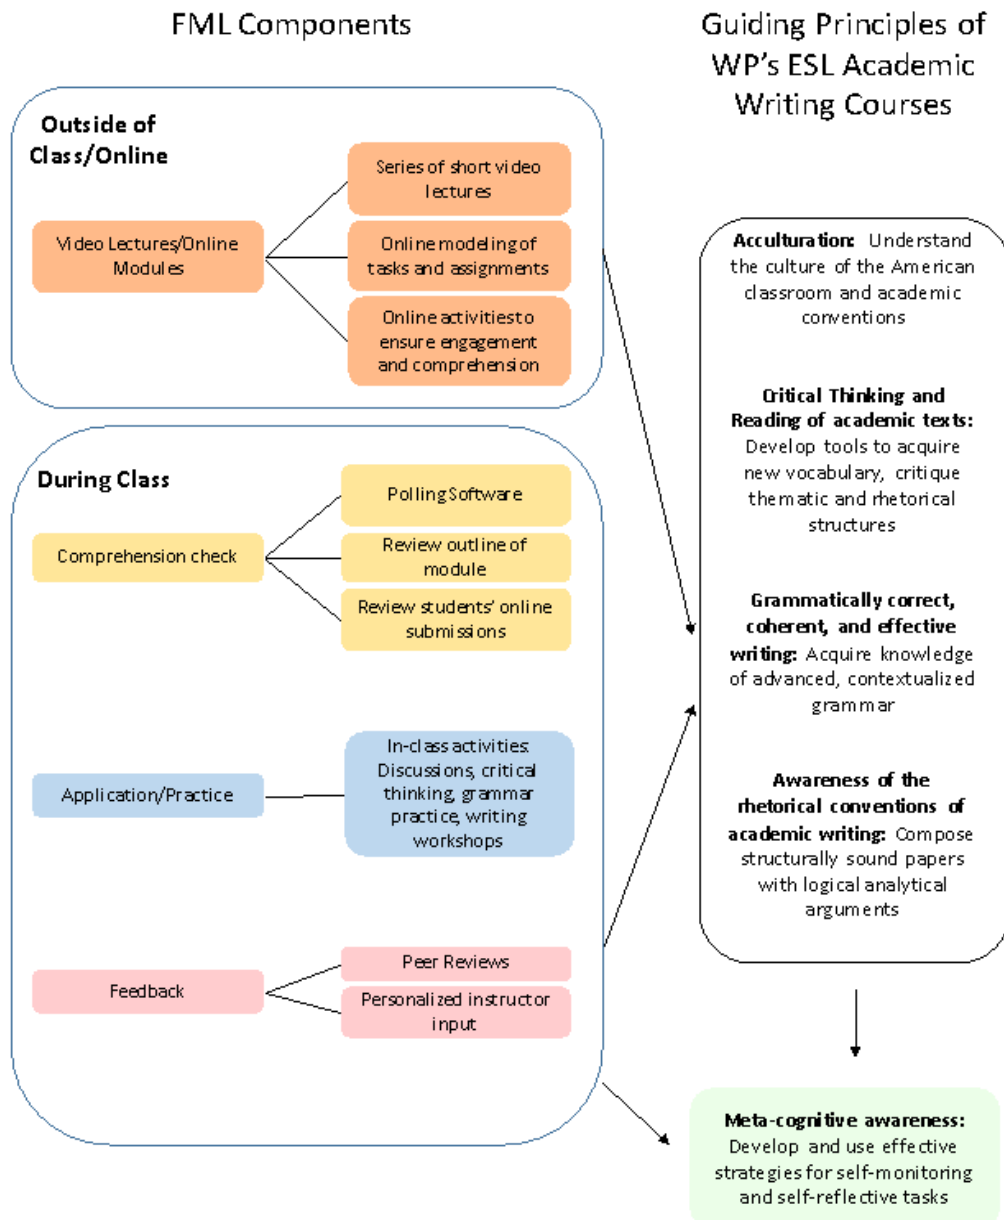 FML Components
Guiding Principles of
WP's ESL Academic
Writing Courses
Outside of
Class/Online
Video Lectures/Online
Modules
Series of short video
lectures
Online modeling of
tasks and assignments
Online activities to
ensure engagement
and comprehension
During Class
Comprehension check
Polling Software
Review outline of
module
Review students' online
submissions
Application/Practice
In-class activities:
Discussions, critical
thinking, grammar
practice, writing
workshops
Feedback
Peer Reviews
Personalized instructor
input
Acculturation: Understand
the culture of the American
classroom and academic
conventions
Critical Thinking and
Reading of academic texts:
Develop tools to acquire
new vocabulary, critique
thematic and rhetorical
structures
Grammatically correct,
coherent, and effective
writing: Acquire knowledge
of advanced, contextualized
grammar
Awareness of the
rhetorical conventions of
academic writing: Compose
structurally sound papers
with logical analytical
arguments
Meta-cognitive awareness:
Develop and use effective
strategies for self-monitoring
and self-reflective tasks